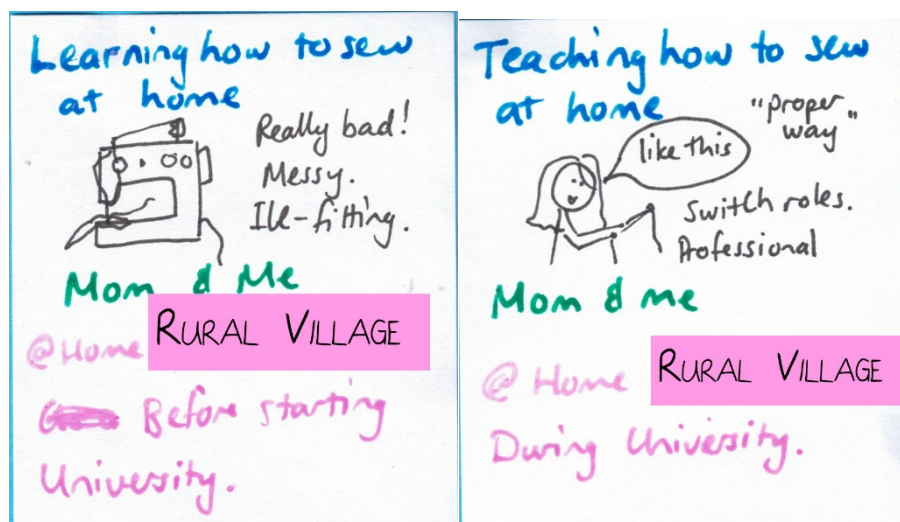 Learning how to sew
at home
Really bad!
Messy.
Ill-fitting.
Mom & Me
@Home RURAL VILLAGE
Before starting
University.
Teaching how to sew
at home
"proper
way"
like this
Switch roles.
Professional
Mom & me
@ Home RURAL VILLAGE
During University.